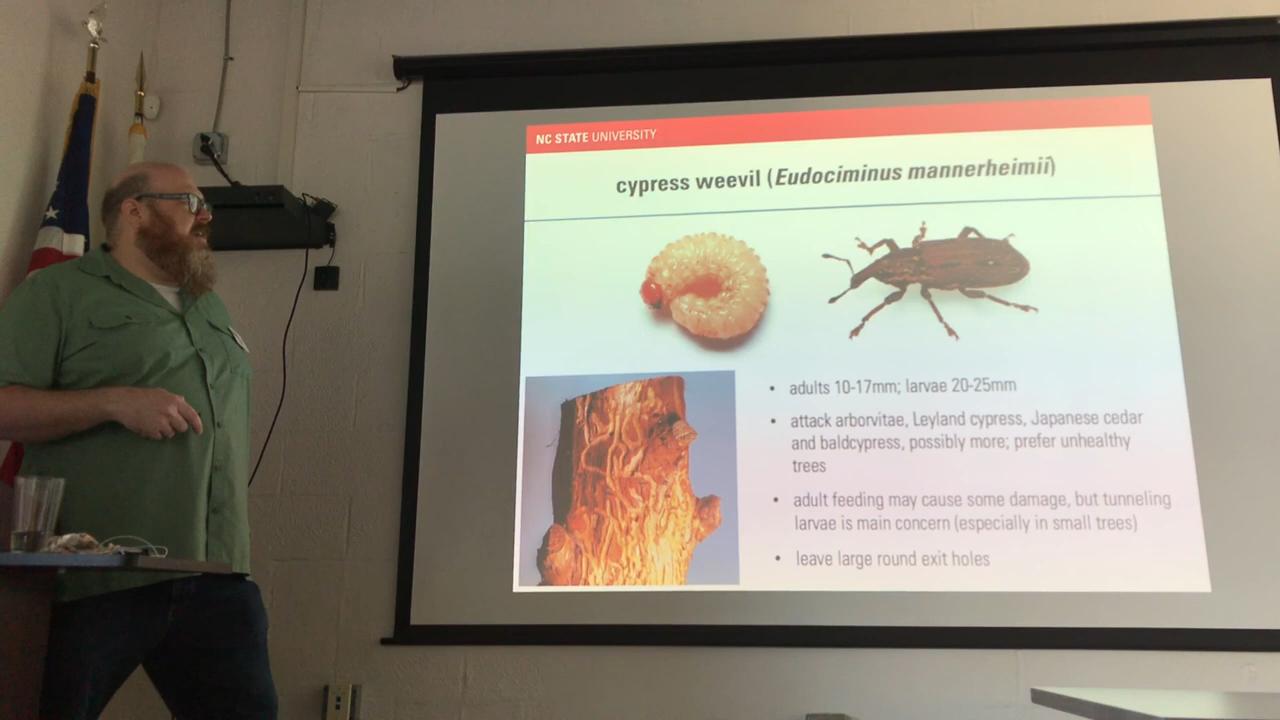 NC STATE UNIVERSITY
cypress weevil (Eudociminus mannerheimii)
• adults 10-17mm; larvae 20-25mm
• attack arborvitae, Leyland cypress, Japanese cedar
and baldcypress, possibly more; prefer unhealthy
trees
• adult feeding may cause some damage, but tunneling
larvae is main concern (especially in small trees)
• leave large round exit holes